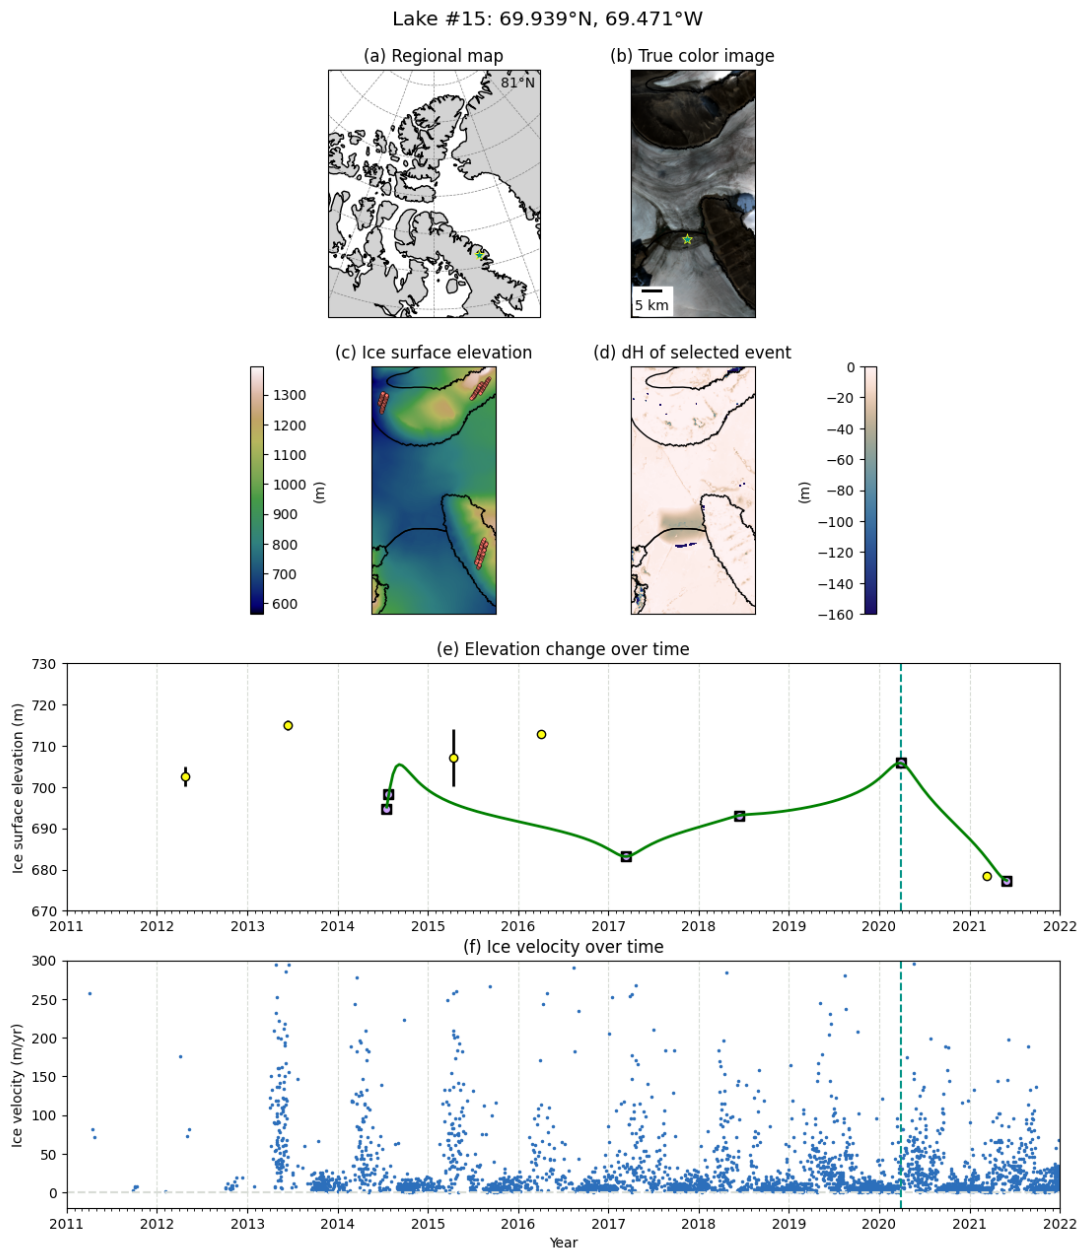 Lake #15: 69.939°N, 69.471°W
(a) Regional map
(b) True color image
81°N
5 km
(c) Ice surface elevation
(d) dH of selected event
1300
1200
1100
1000
900
800
700
600
(m)
0
−20
−40
−60
−80
−100
−120
−140
−160
(m)
(e) Elevation change over time
730
720
710
700
690
680
670
Ice surface elevation (m)
2011 2012 2013 2014 2015 2016 2017 2018 2019 2020 2021 2022
(f) Ice velocity over time
300
250
200
150
100
50
0
Ice velocity (m/yr)
2011 2012 2013 2014 2015 2016 2017 2018 2019 2020 2021 2022
Year